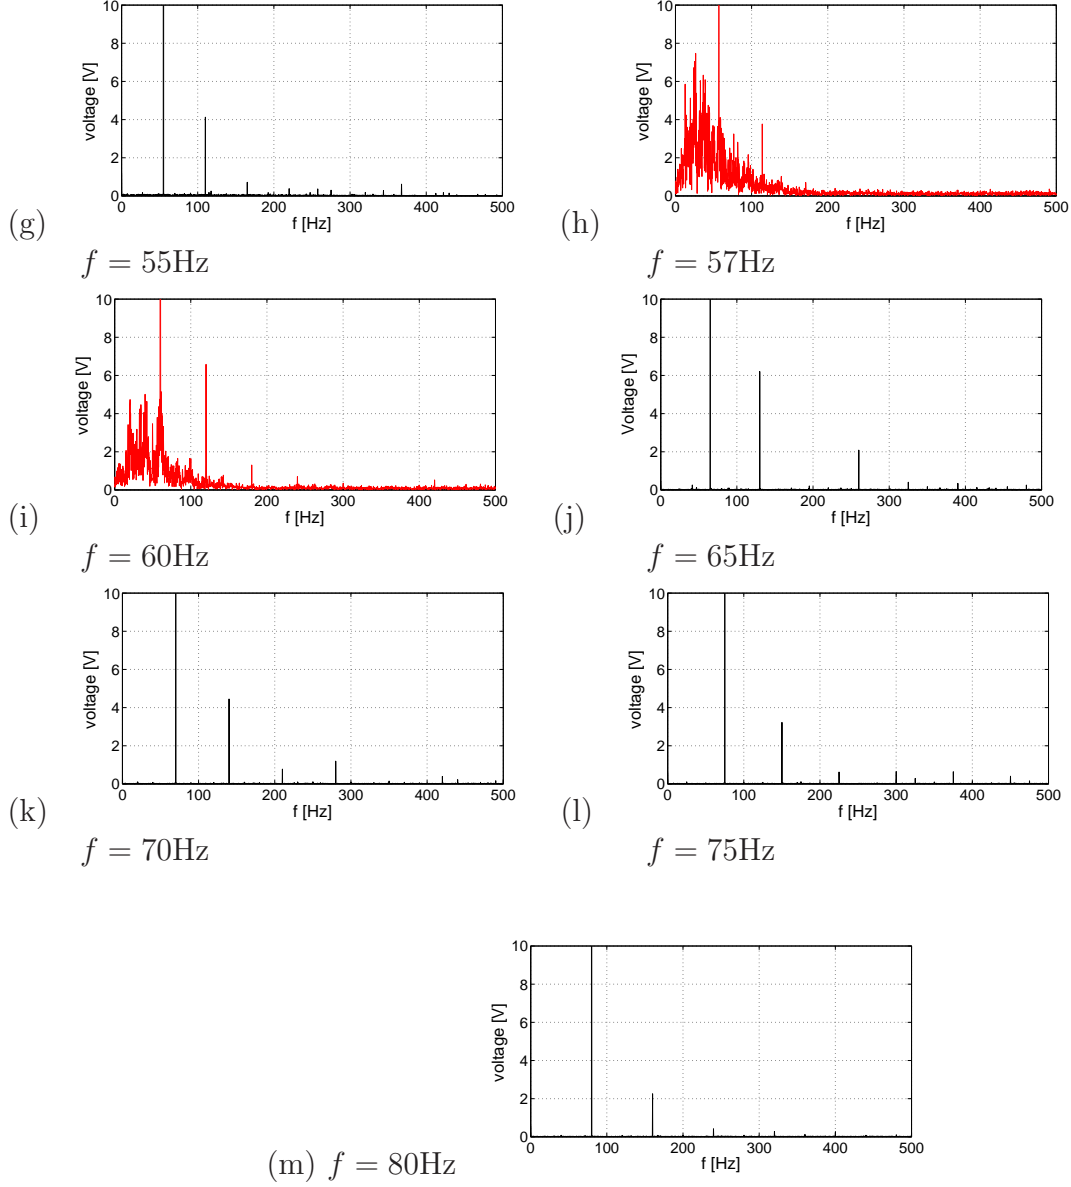 10
8
6
4
2
0
voltage [V]
0 100 200 300 400 500
f [Hz]
(g)
f = 55Hz
10
8
6
4
2
0
voltage [V]
0 100 200 300 400 500
f [Hz]
(h)
f = 57Hz
10
8
6
4
2
0
voltage [V]
0 100 200 300 400 500
f [Hz]
(i)
f = 60Hz
10
8
6
4
2
0
Voltage [V]
0 100 200 300 400 500
f [Hz]
(j)
f = 65Hz
10
8
6
4
2
0
voltage [V]
0 100 200 300 400 500
f [Hz]
(k)
f = 70Hz
10
8
6
4
2
0
voltage [V]
0 100 200 300 400 500
f [Hz]
(l)
f = 75Hz
10
8
6
4
2
0
voltage [V]
0 100 200 300 400 500
f [Hz]
(m) f = 80Hz